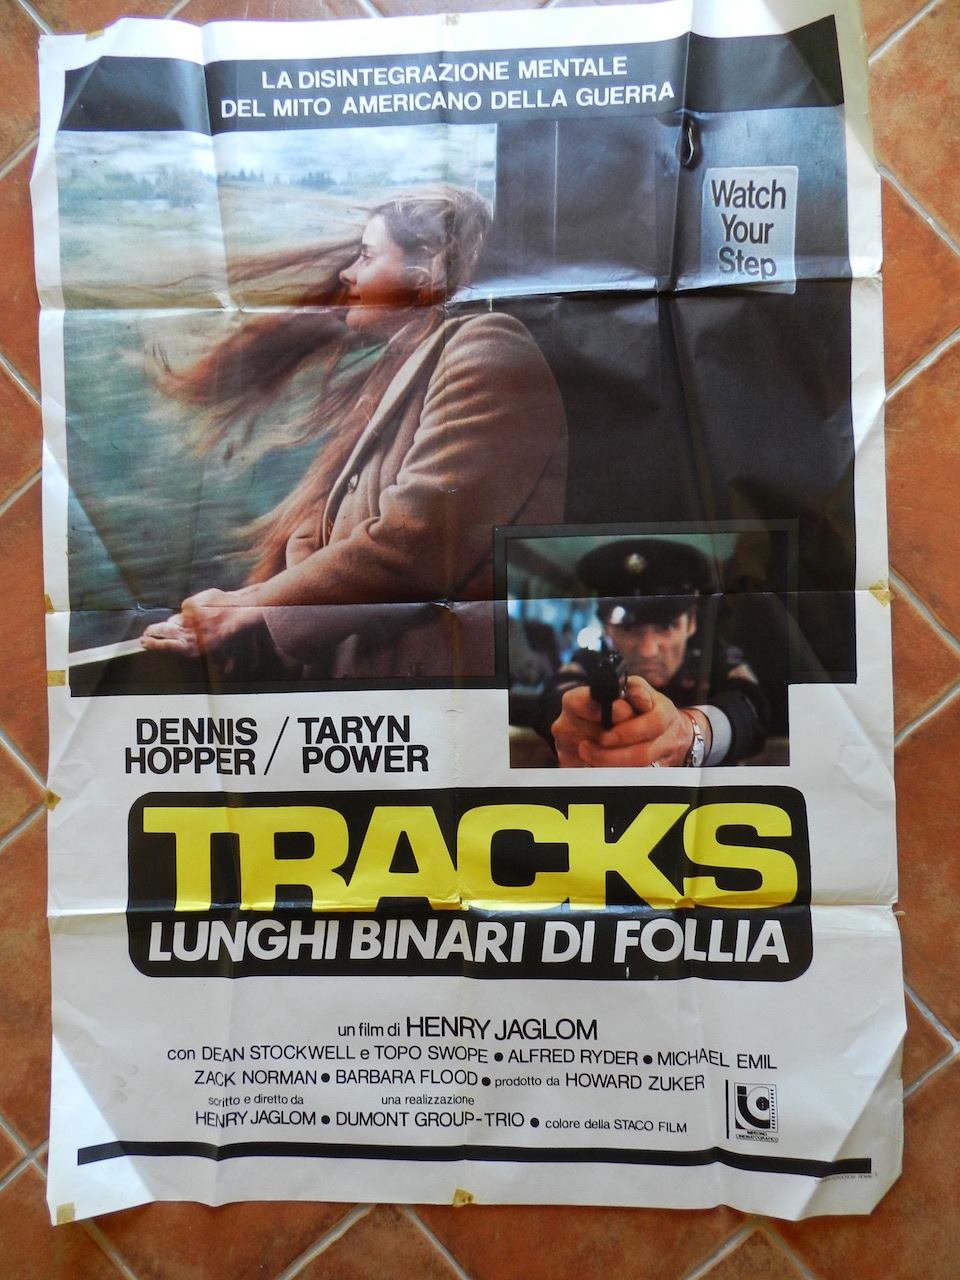 LA DISINTEGRAZIONE MENTALE
DEL MITO AMERICANO DELLA GUERRA
Watch
Your
Step
DENNIS HOPPER / TARYN POWER
TRACKS
LUNGHI BINARI DI FOLLIA
un film di HENRY JAGLOM
con DEAN STOCKWELL e TOPO SWOPE ● ALFRED RYDER ● MICHAEL EMIL
ZACK NORMAN ● BARBARA FLOOD ● prodotto da HOWARD ZUKER
scritto e diretto da
una realizzazione
HENRY JAGLOM ● DUMONT GROUP-TRIO ● colore della STACO FILM